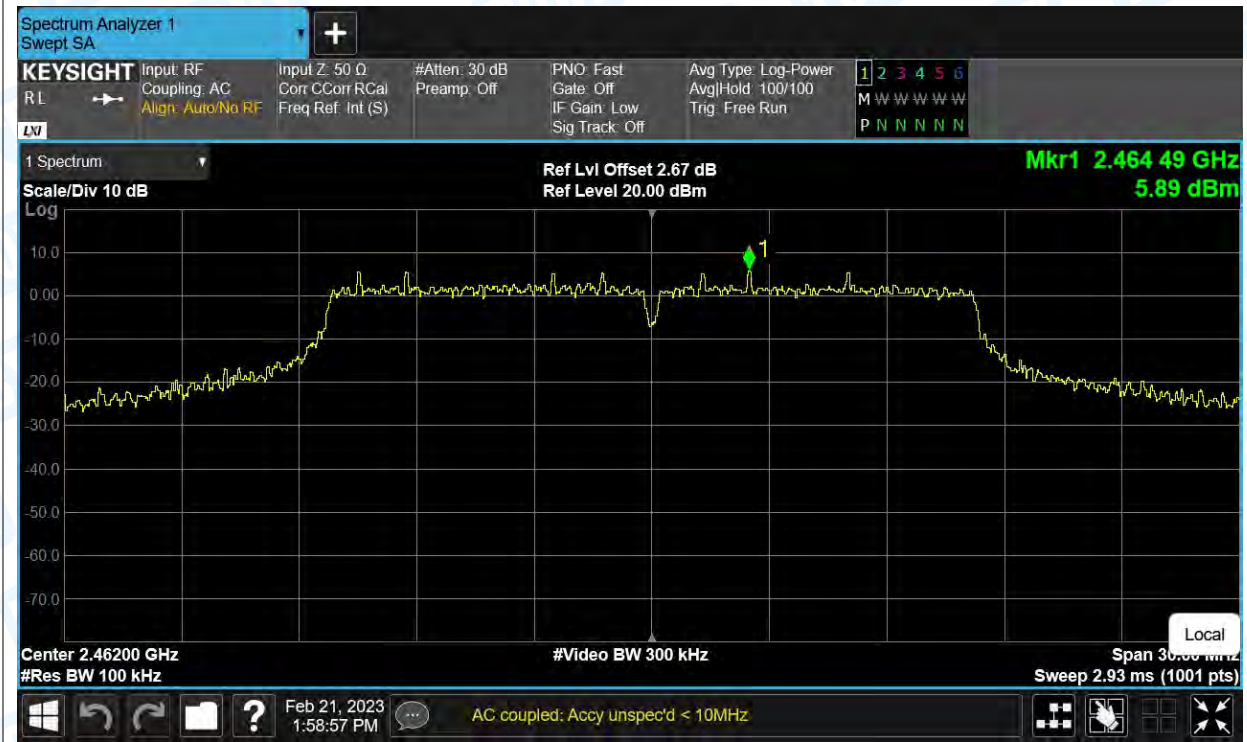 Spectrum Analyzer 1
Swept SA
+
KEYSIGHT
R L
LXI
Input: RF
Coupling: AC
Align: Auto/No RF
Input Z: 50 Ω
Corr CCorr RCal
Freq Ref: Int (S)
#Atten: 30 dB
Preamp: Off
PNO: Fast
Gate: Off
IF Gain: Low
Sig Track: Off
Avg Type: Log-Power
Avg|Hold: 100/100
Trig: Free Run
1 2 3 4 5 6
M W W W W W
P N N N N N
1 Spectrum
Scale/Div 10 dB
Log
Ref Lvl Offset 2.67 dB
Ref Level 20.00 dBm
Mkr1 2.464 49 GHz
5.89 dBm
1
10.0
0.00
-10.0
-20.0
-30.0
-40.0
-50.0
-60.0
-70.0
Local
Center 2.46200 GHz
#Res BW 100 kHz
#Video BW 300 kHz
Span 30.00 MHz
Sweep 2.93 ms (1001 pts)
?
Feb 21, 2023
1:58:57 PM
AC coupled: Accy unspec'd < 10MHz